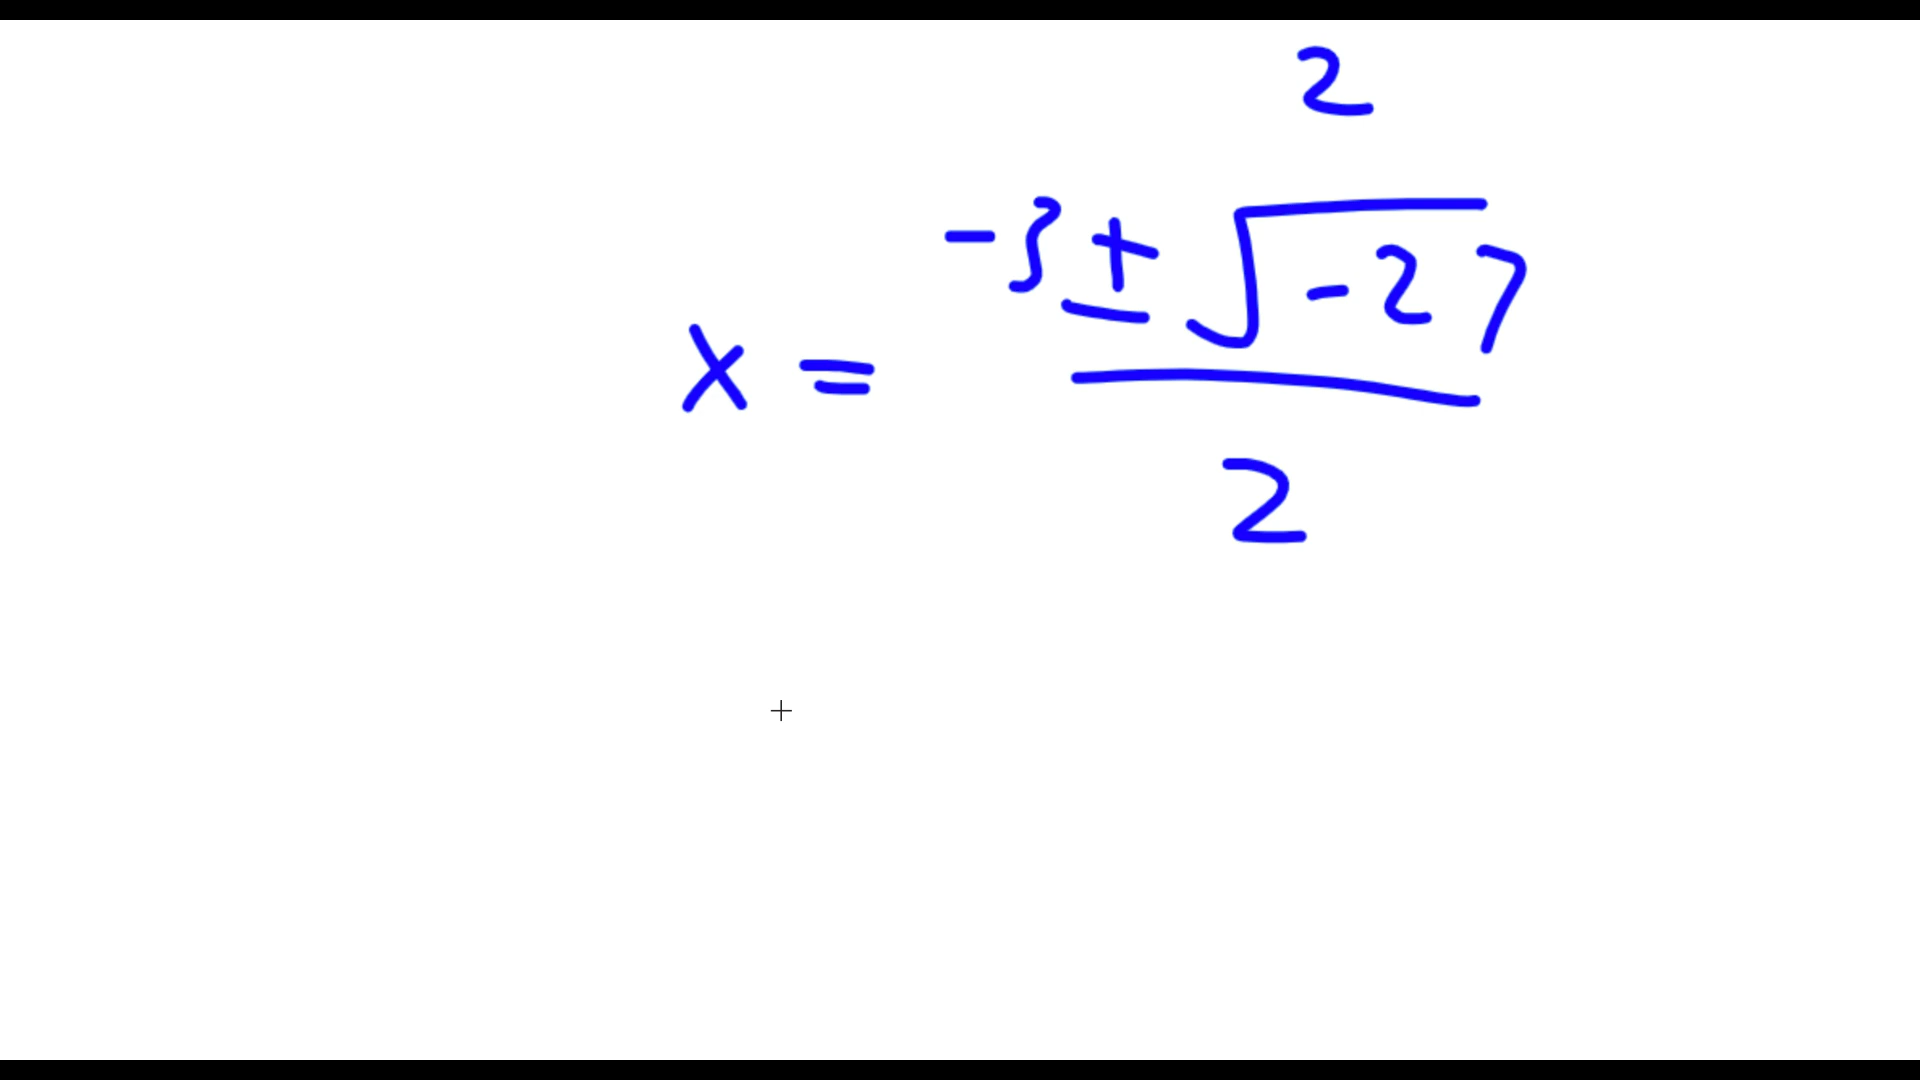 2
x = -3 ± √-27
2